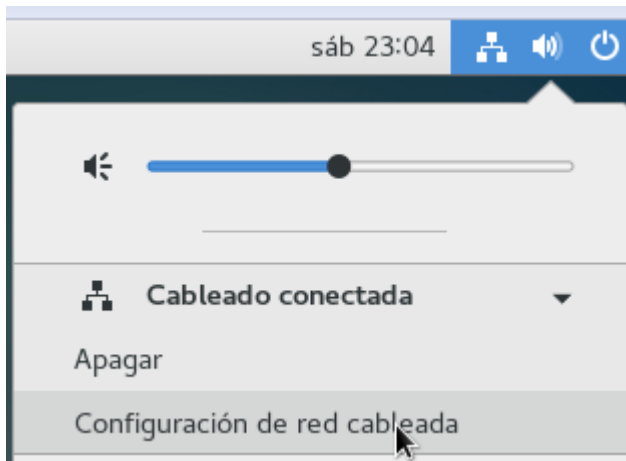 sáb 23:04
Cableado conectada
Apagar
Configuración de red cableada